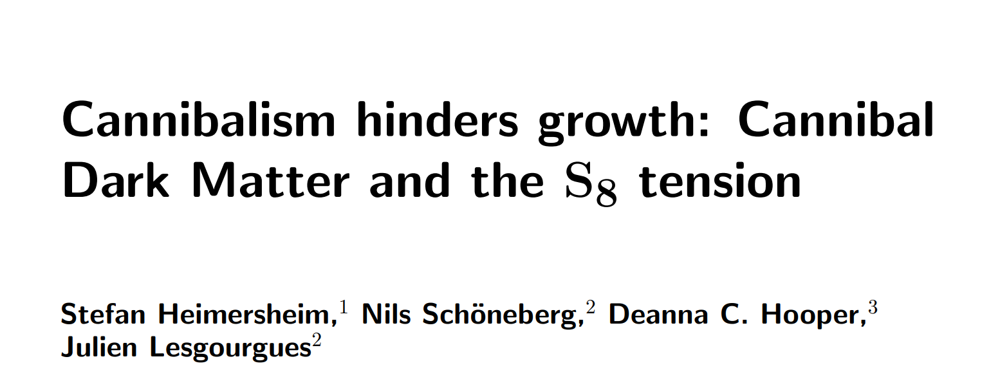 Cannibalism hinders growth: Cannibal
Dark Matter and the S₈ tension
Stefan Heimersheim,¹ Nils Schöneberg,² Deanna C. Hooper,³
Julien Lesgourgues²